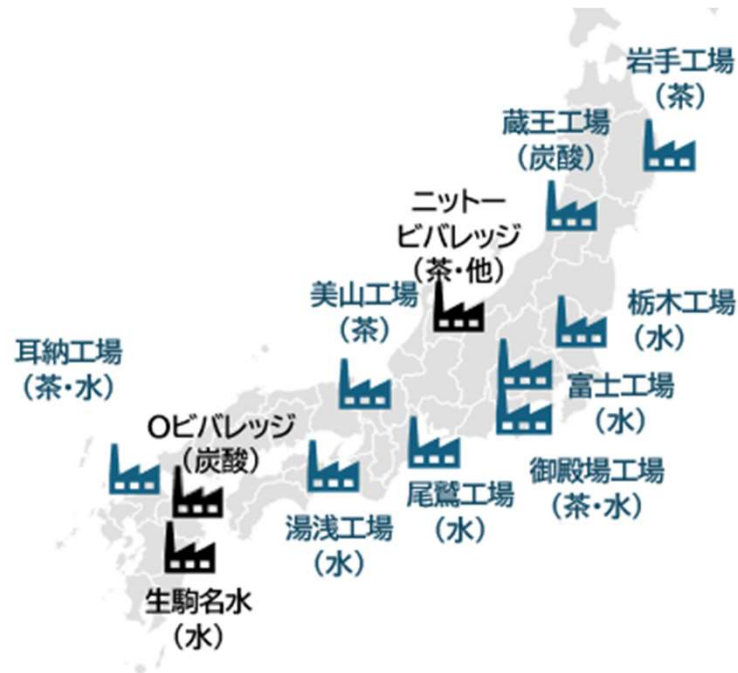 岩手工場
（茶）
蔵王工場
（炭酸）
ニットー
ビバレッジ
（茶・他）
美山工場
（茶）
栃木工場
（水）
耳納工場
（茶・水）
富士工場
（水）
Oビバレッジ
（炭酸）
御殿場工場
（茶・水）
尾鷲工場
（水）
湯浅工場
（水）
生駒名水
（水）